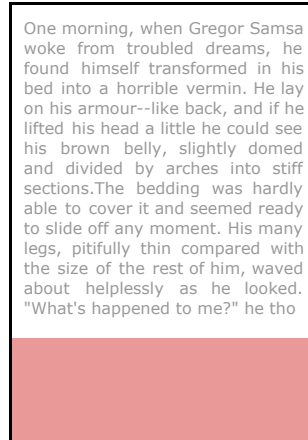 One morning, when Gregor Samsa
woke from troubled dreams, he
found himself transformed in his
bed into a horrible vermin. He lay
on his armour--like back, and if he
lifted his head a little he could see
his brown belly, slightly domed
and divided by arches into stiff
sections.The bedding was hardly
able to cover it and seemed ready
to slide off any moment. His many
legs, pitifully thin compared with
the size of the rest of him, waved
about helplessly as he looked.
"What's happened to me?" he tho